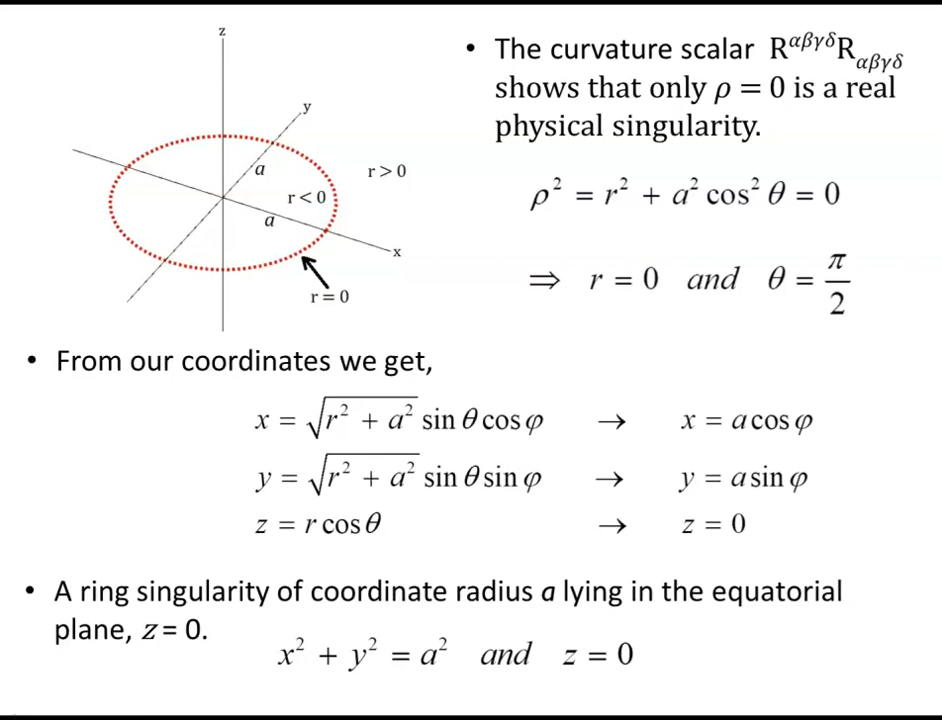 z
y
a
r > 0
r < 0
a
x
r = 0
• The curvature scalar R^{αβγδ}R_{αβγδ}
shows that only ρ = 0 is a real
physical singularity.
ρ² = r² + a² cos² θ = 0
⇒ r = 0 and θ = π/2
• From our coordinates we get,
x = √(r² + a²) sin θ cos φ → x = a cos φ
y = √(r² + a²) sin θ sin φ → y = a sin φ
z = r cos θ → z = 0
• A ring singularity of coordinate radius a lying in the equatorial
plane, z = 0.
x² + y² = a² and z = 0